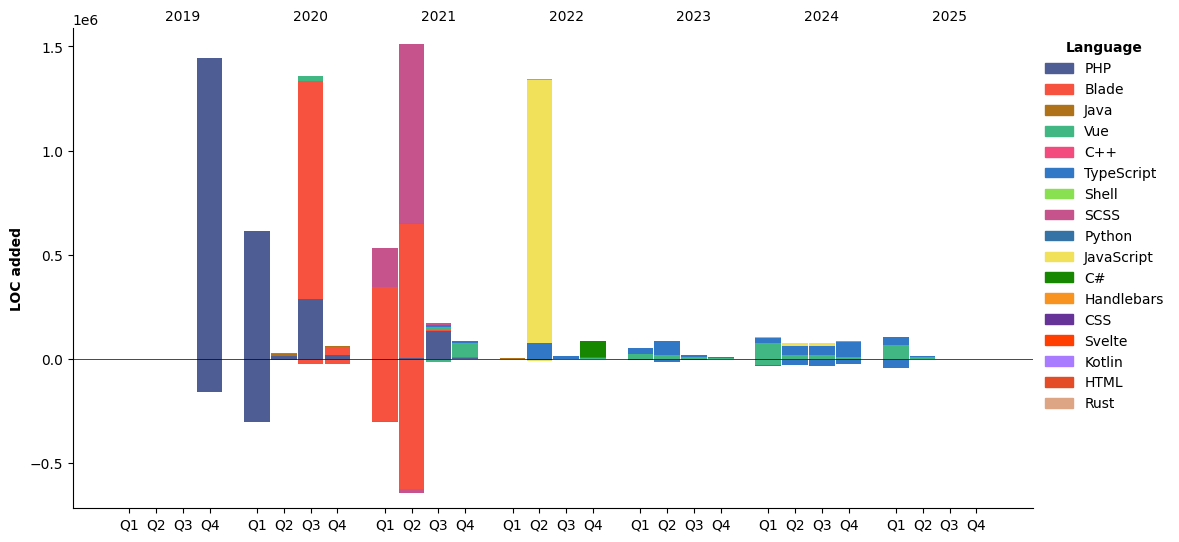 1e6
2019 2020 2021 2022 2023 2024 2025
LOC added
1.5
1.0
0.5
0.0
−0.5
Q1 Q2 Q3 Q4 Q1 Q2 Q3 Q4 Q1 Q2 Q3 Q4 Q1 Q2 Q3 Q4 Q1 Q2 Q3 Q4 Q1 Q2 Q3 Q4 Q1 Q2 Q3 Q4
Language
PHP
Blade
Java
Vue
C++
TypeScript
Shell
SCSS
Python
JavaScript
C#
Handlebars
CSS
Svelte
Kotlin
HTML
Rust